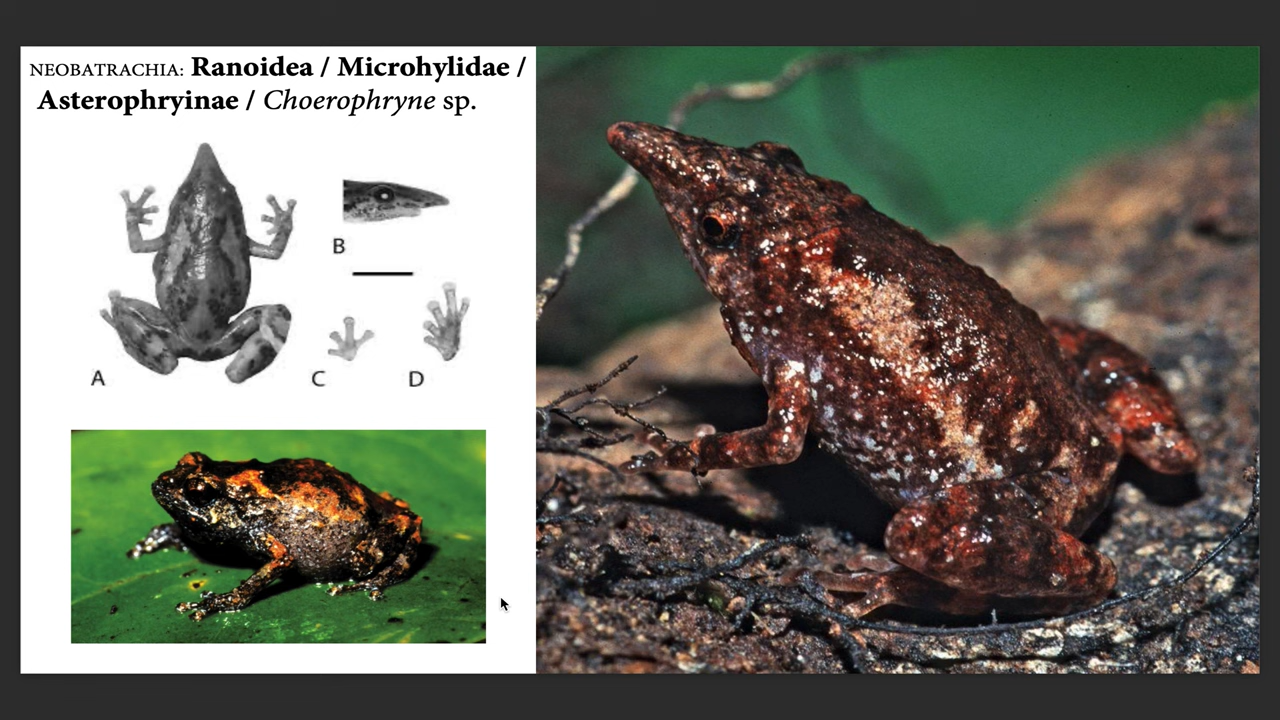 NEOBATRACHIA: Ranoidea / Microhylidae /
Asterophryinae / Choerophryne sp.
B
A
C
D